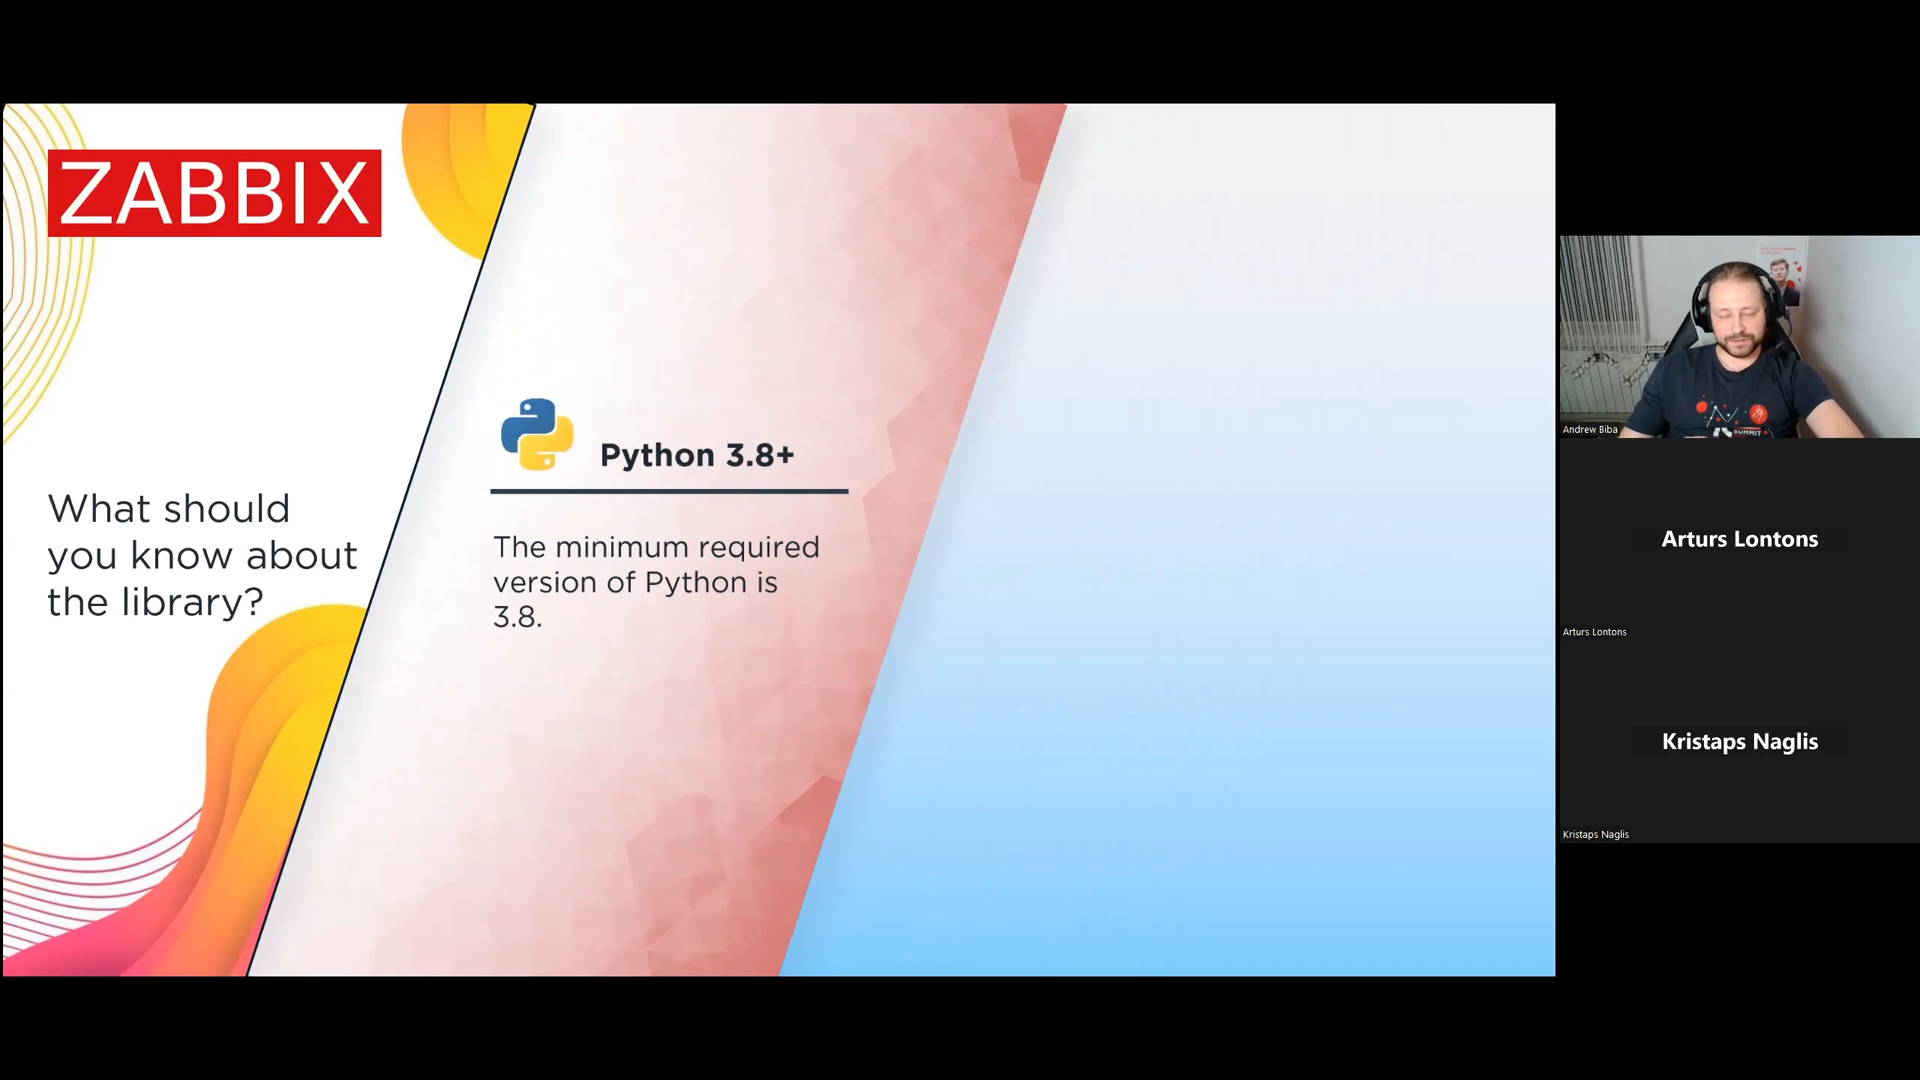 ZABBIX
What should
you know about
the library?
Python 3.8+
The minimum required
version of Python is
3.8.
Andrew Biba
SUMMIT
Arturs Lontons
Arturs Lontons
Kristaps Naglis
Kristaps Naglis